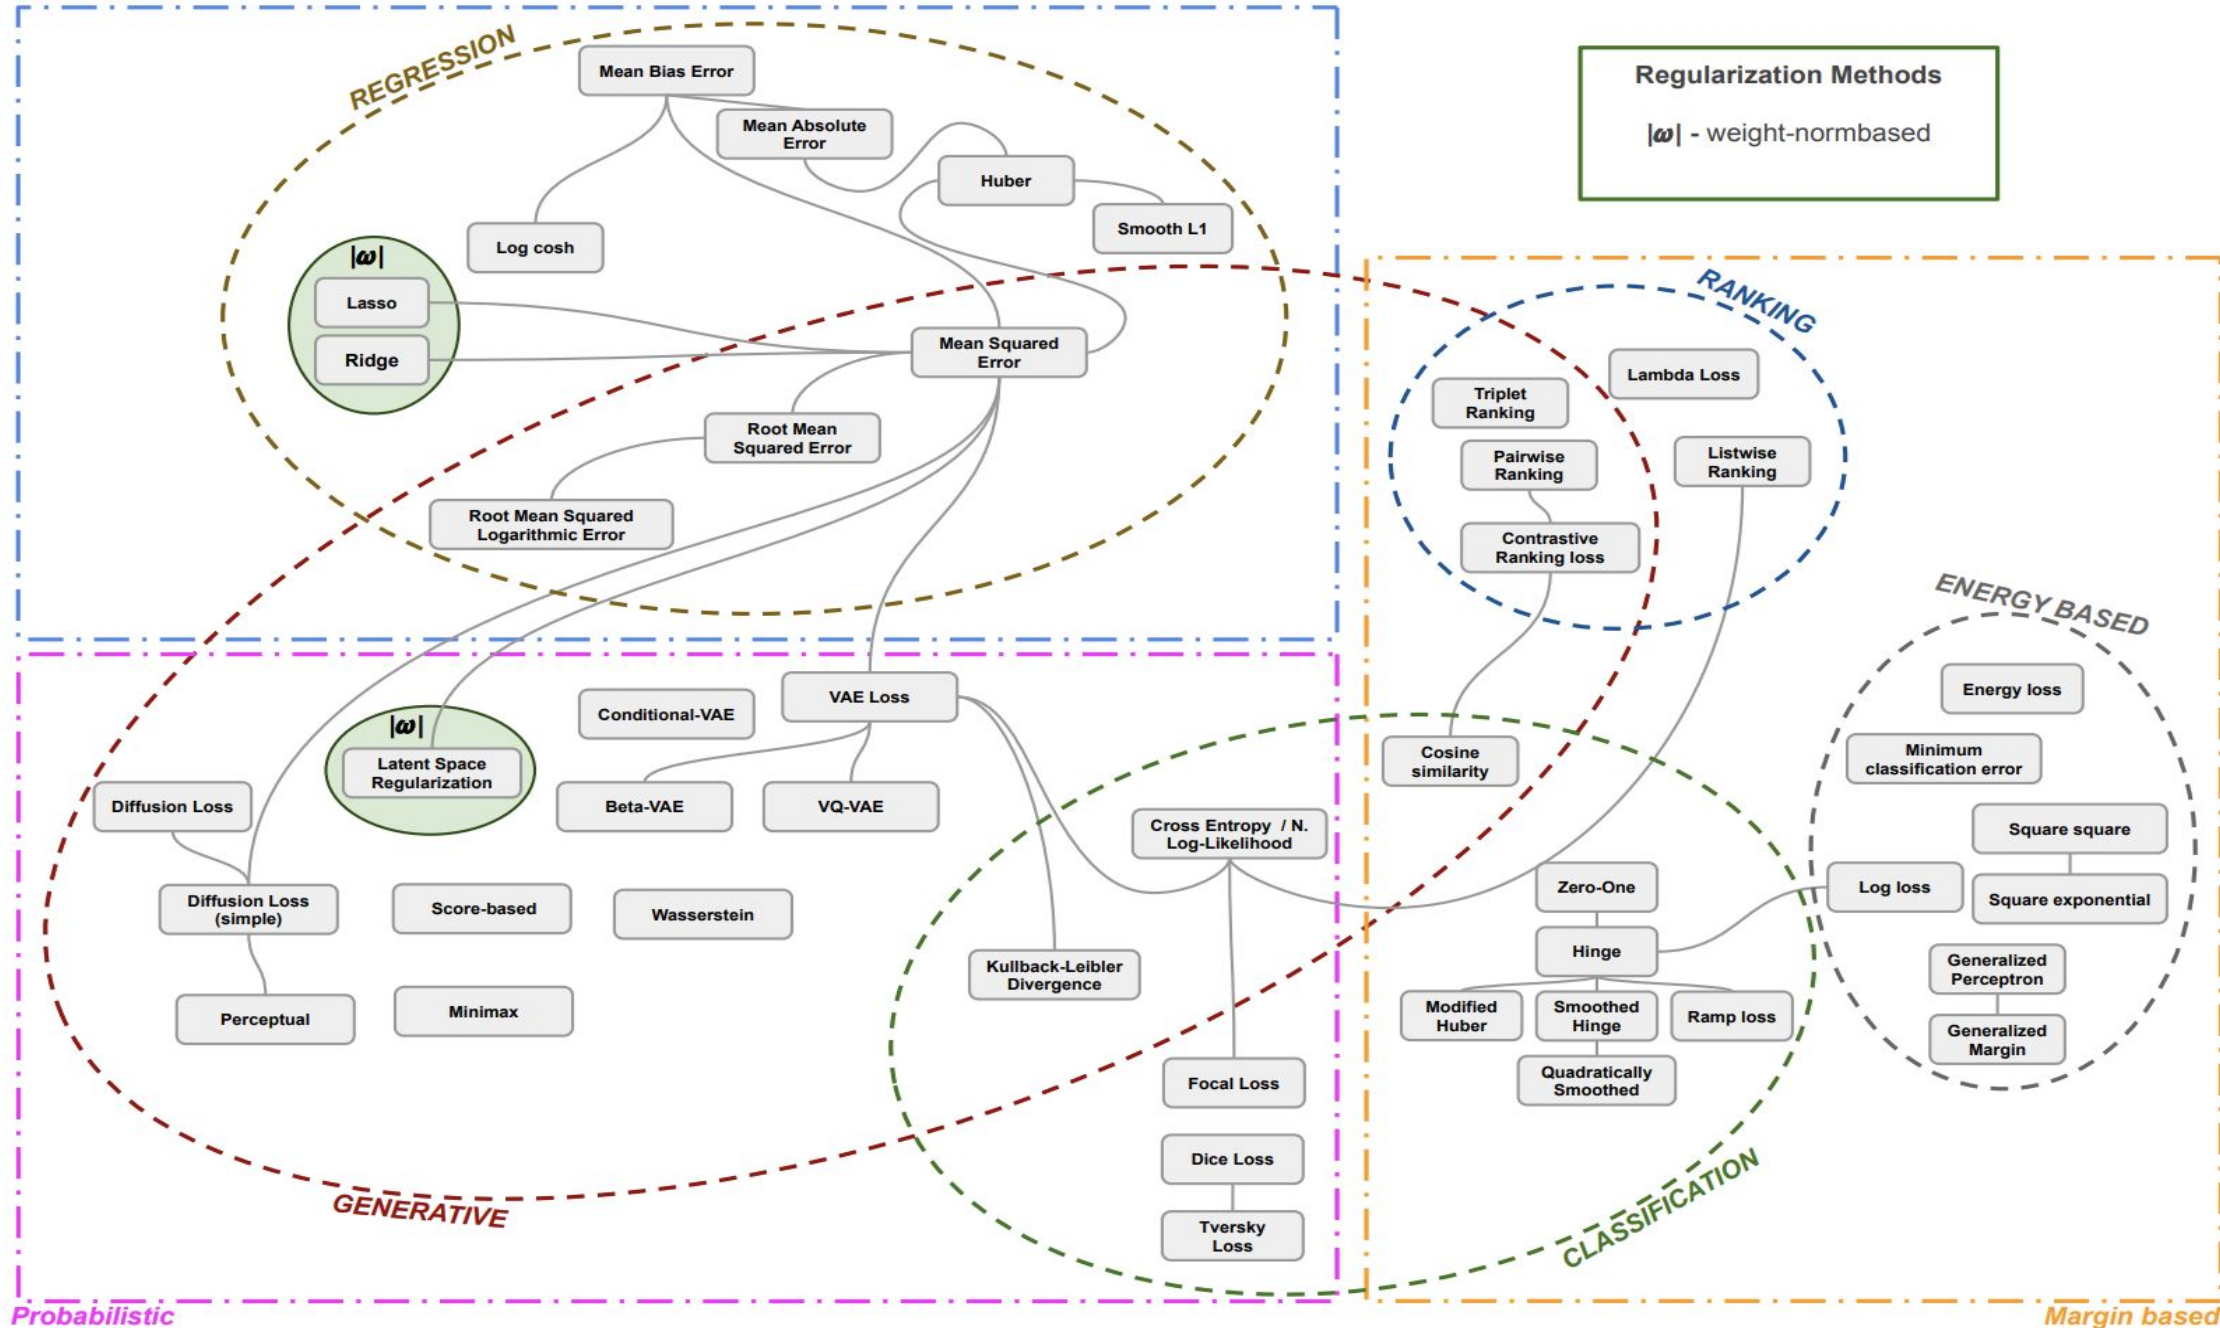 REGRESSION
Mean Bias Error
Mean Absolute
Error
Huber
Smooth L1
Log cosh
|ω|
Lasso
Ridge
Mean Squared
Error
Root Mean
Squared Error
Root Mean Squared
Logarithmic Error
Regularization Methods
|ω| - weight-normbased
RANKING
Lambda Loss
Triplet
Ranking
Pairwise
Ranking
Listwise
Ranking
Contrastive
Ranking loss
ENERGY BASED
Energy loss
Minimum
classification error
Square square
Log loss
Square exponential
Generalized
Perceptron
Generalized
Margin
VAE Loss
Conditional-VAE
|ω|
Latent Space
Regularization
Diffusion Loss
Beta-VAE
VQ-VAE
Cosine
similarity
Cross Entropy / N.
Log-Likelihood
Zero-One
Hinge
Modified
Huber
Smoothed
Hinge
Ramp loss
Quadratically
Smoothed
Diffusion Loss
(simple)
Score-based
Wasserstein
Kullback-Leibler
Divergence
Perceptual
Minimax
Focal Loss
Dice Loss
Tversky
Loss
GENERATIVE
CLASSIFICATION
Probabilistic
Margin based